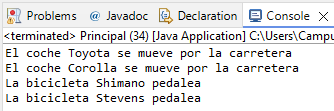 Problems @ Javadoc Declaration Console
<terminated> Principal (34) [Java Application] C:\Users\Campu
El coche Toyota se mueve por la carretera
El coche Corolla se mueve por la carretera
La bicicleta Shimano pedalea
La bicicleta Stevens pedalea